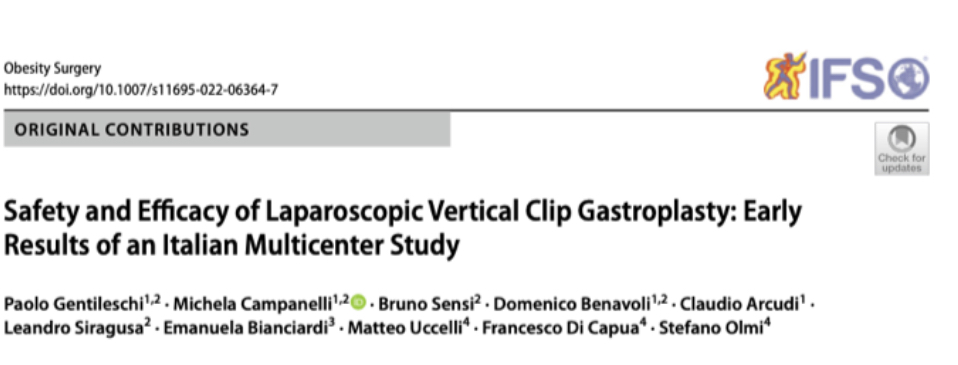 Obesity Surgery
https://doi.org/10.1007/s11695-022-06364-7
IFSO
ORIGINAL CONTRIBUTIONS
Check for
updates
Safety and Efficacy of Laparoscopic Vertical Clip Gastroplasty: Early
Results of an Italian Multicenter Study
Paolo Gentileschi1,2 · Michela Campanelli1,2 · Bruno Sensi2 · Domenico Benavoli1,2 · Claudio Arcudi1 ·
Leandro Siragusa2 · Emanuela Bianciardi3 · Matteo Uccelli4 · Francesco Di Capua4 · Stefano Olmi4